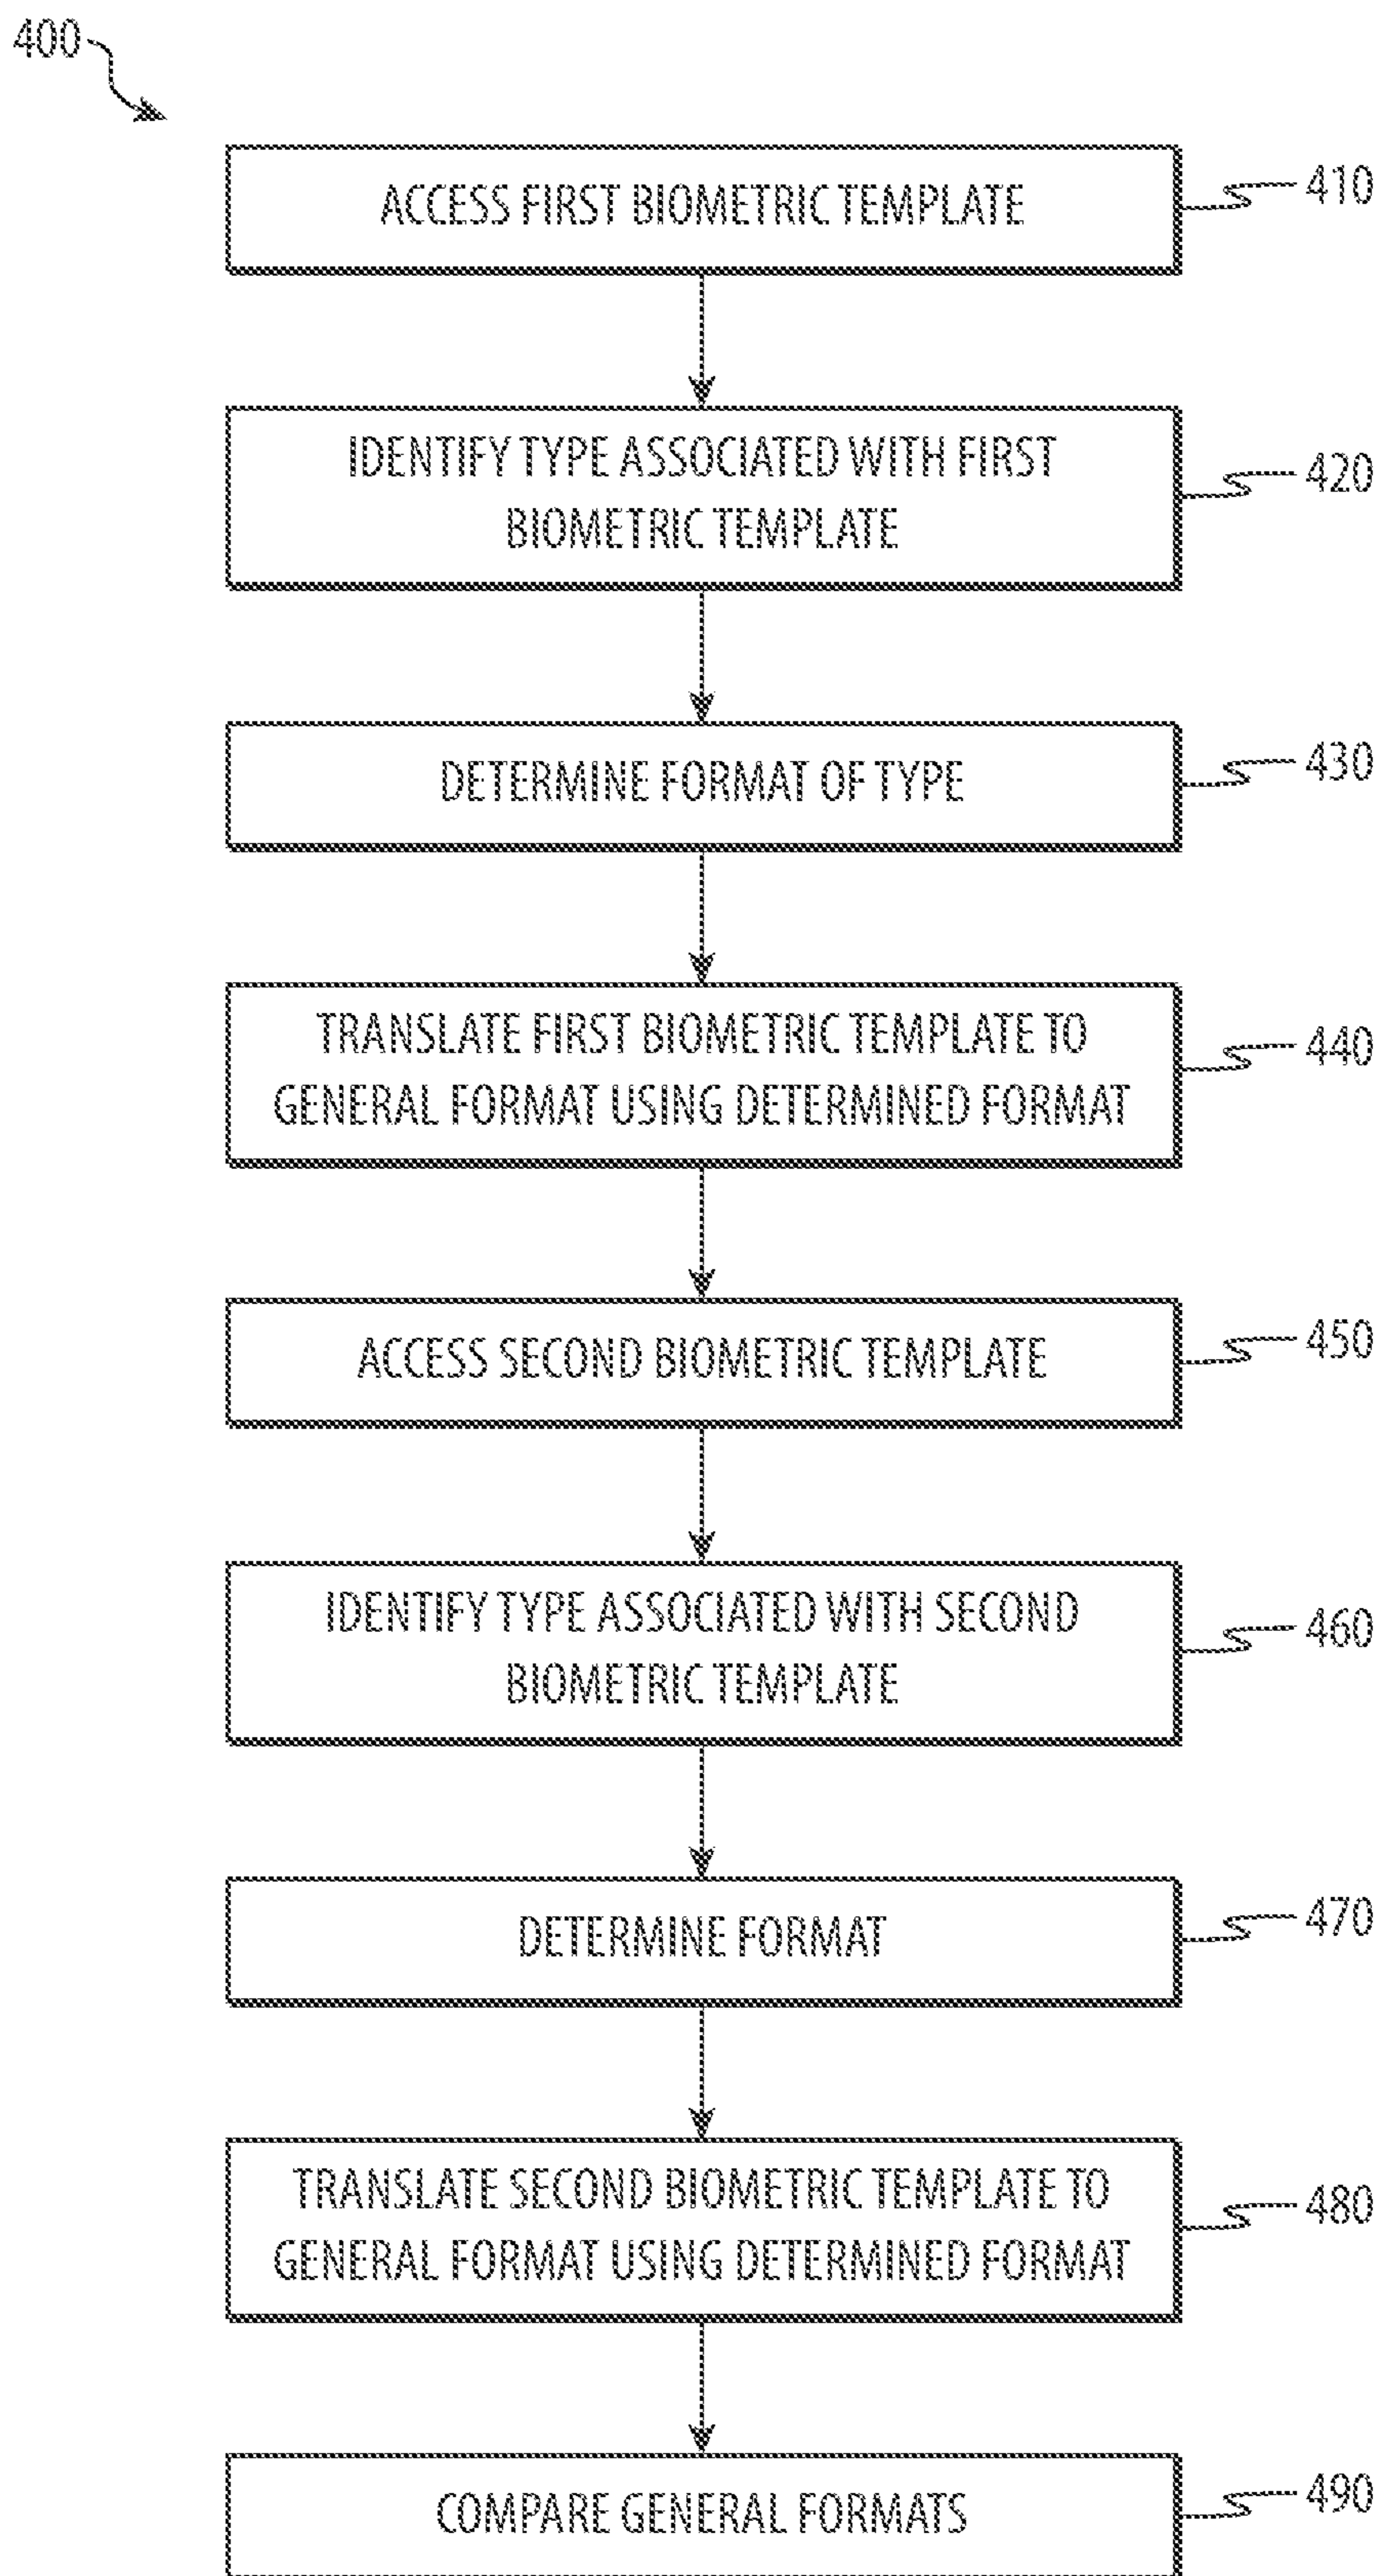 400
ACCESS FIRST BIOMETRIC TEMPLATE
410
IDENTIFY TYPE ASSOCIATED WITH FIRST
BIOMETRIC TEMPLATE
420
DETERMINE FORMAT OF TYPE
430
TRANSLATE FIRST BIOMETRIC TEMPLATE TO
GENERAL FORMAT USING DETERMINED FORMAT
440
ACCESS SECOND BIOMETRIC TEMPLATE
450
IDENTIFY TYPE ASSOCIATED WITH SECOND
BIOMETRIC TEMPLATE
460
DETERMINE FORMAT
470
TRANSLATE SECOND BIOMETRIC TEMPLATE TO
GENERAL FORMAT USING DETERMINED FORMAT
480
COMPARE GENERAL FORMATS
490